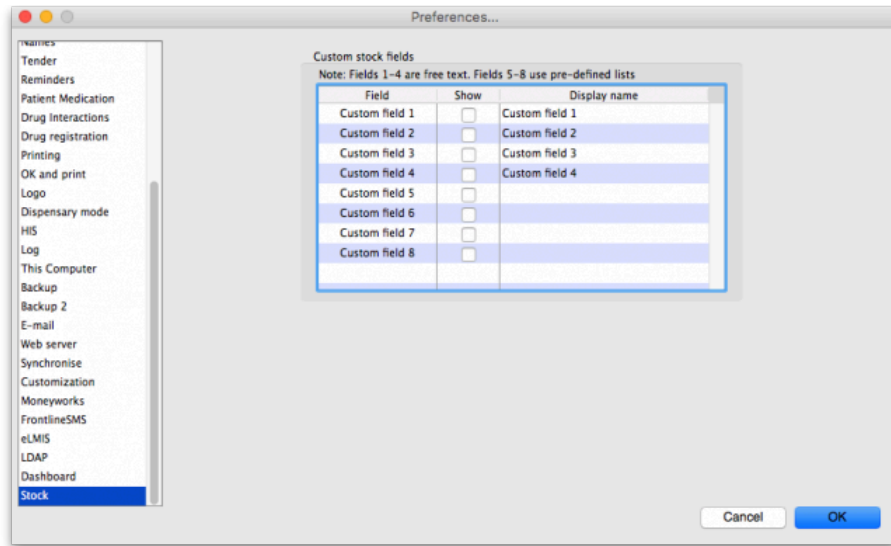 Preferences...
Names
Tender
Reminders
Patient Medication
Drug Interactions
Drug registration
Printing
OK and print
Logo
Dispensary mode
HIS
Log
This Computer
Backup
Backup 2
E-mail
Web server
Synchronise
Customization
Moneyworks
FrontlineSMS
eLMIS
LDAP
Dashboard
Stock
Custom stock fields
Note: Fields 1-4 are free text. Fields 5-8 use pre-defined lists
Field Show Display name
Custom field 1 Custom field 1
Custom field 2 Custom field 2
Custom field 3 Custom field 3
Custom field 4 Custom field 4
Custom field 5
Custom field 6
Custom field 7
Custom field 8
Cancel OK